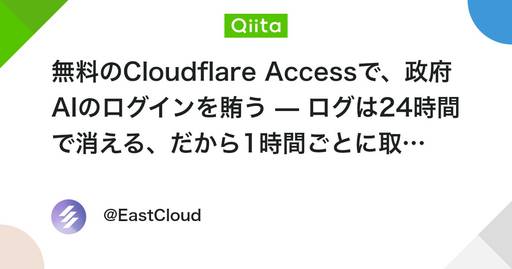 Qiita
無料のCloudflare Accessで、政府
AIのログインを賄う — ログは24時間
で消える、だから1時間ごとに取…
@EastCloud